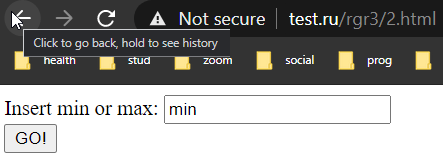 Not secure | test.ru/rgr3/2.html
Click to go back, hold to see history
health stud zoom social prog
Insert min or max: min
GO!